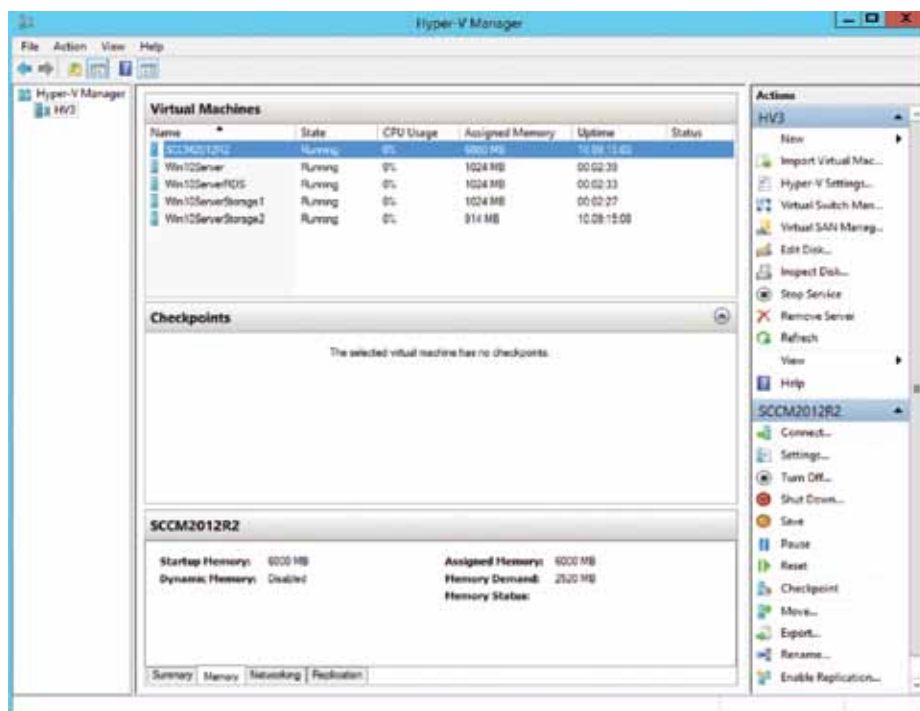 Hyper-V Manager
File Action View Help
Hyper-V Manager
HV3
Virtual Machines
Name State CPU Usage Assigned Memory Uptime Status
SCCM2012R2 Running 0% 6000 MB
Win10Server Running 0% 1024 MB 00:02:39
Win10ServerRDS Running 0% 1024 MB 00:02:33
Win10ServerStorage1 Running 0% 1024 MB 00:02:27
Win10ServerStorage2 Running 0% 914 MB 10.09:15:08
Checkpoints
The selected virtual machine has no checkpoints.
SCCM2012R2
Startup Memory: 6000 MB
Dynamic Memory: Disabled
Assigned Memory: 6000 MB
Memory Demand: 2520 MB
Memory Status:
Summary Memory Networking Replication
Actions
HV3
New
Import Virtual Mac...
Hyper-V Settings...
Virtual Switch Man...
Virtual SAN Manag...
Edit Disk...
Inspect Disk...
Stop Service
Remove Server
Refresh
View
Help
SCCM2012R2
Connect...
Settings...
Turn Off...
Shut Down...
Save
Pause
Reset
Checkpoint
Move...
Export...
Rename...
Enable Replication...